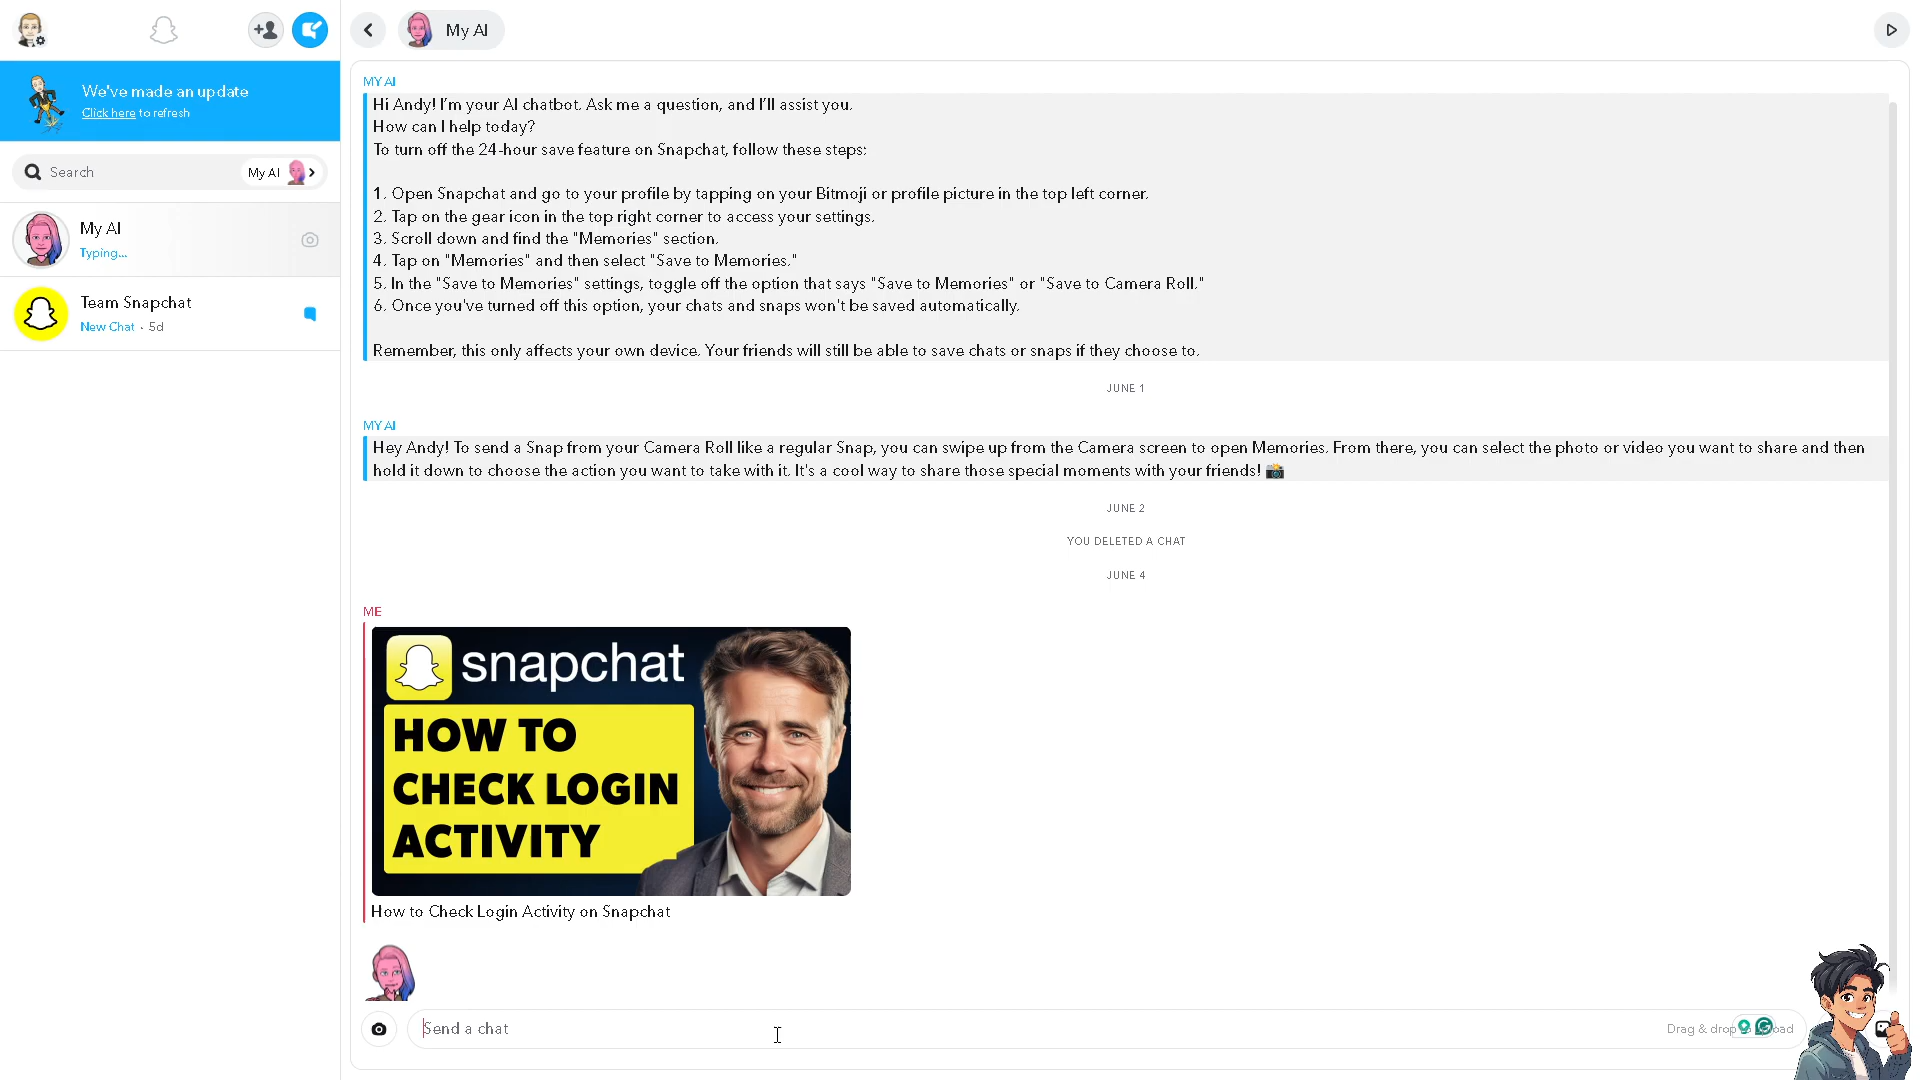 My AI
We've made an update
Click here to refresh
Search
My AI
My AI
Typing...
Team Snapchat
New Chat · 5d
MY AI
Hi Andy! I'm your AI chatbot. Ask me a question, and I'll assist you.
How can I help today?
To turn off the 24-hour save feature on Snapchat, follow these steps:
1. Open Snapchat and go to your profile by tapping on your Bitmoji or profile picture in the top left corner.
2. Tap on the gear icon in the top right corner to access your settings.
3. Scroll down and find the "Memories" section.
4. Tap on "Memories" and then select "Save to Memories."
5. In the "Save to Memories" settings, toggle off the option that says "Save to Memories" or "Save to Camera Roll."
6. Once you've turned off this option, your chats and snaps won't be saved automatically.
Remember, this only affects your own device. Your friends will still be able to save chats or snaps if they choose to.
JUNE 1
MY AI
Hey Andy! To send a Snap from your Camera Roll like a regular Snap, you can swipe up from the Camera screen to open Memories. From there, you can select the photo or video you want to share and then
hold it down to choose the action you want to take with it. It's a cool way to share those special moments with your friends! 📸
JUNE 2
YOU DELETED A CHAT
JUNE 4
ME
snapchat
HOW TO
CHECK LOGIN
ACTIVITY
How to Check Login Activity on Snapchat
Send a chat
Drag & drop